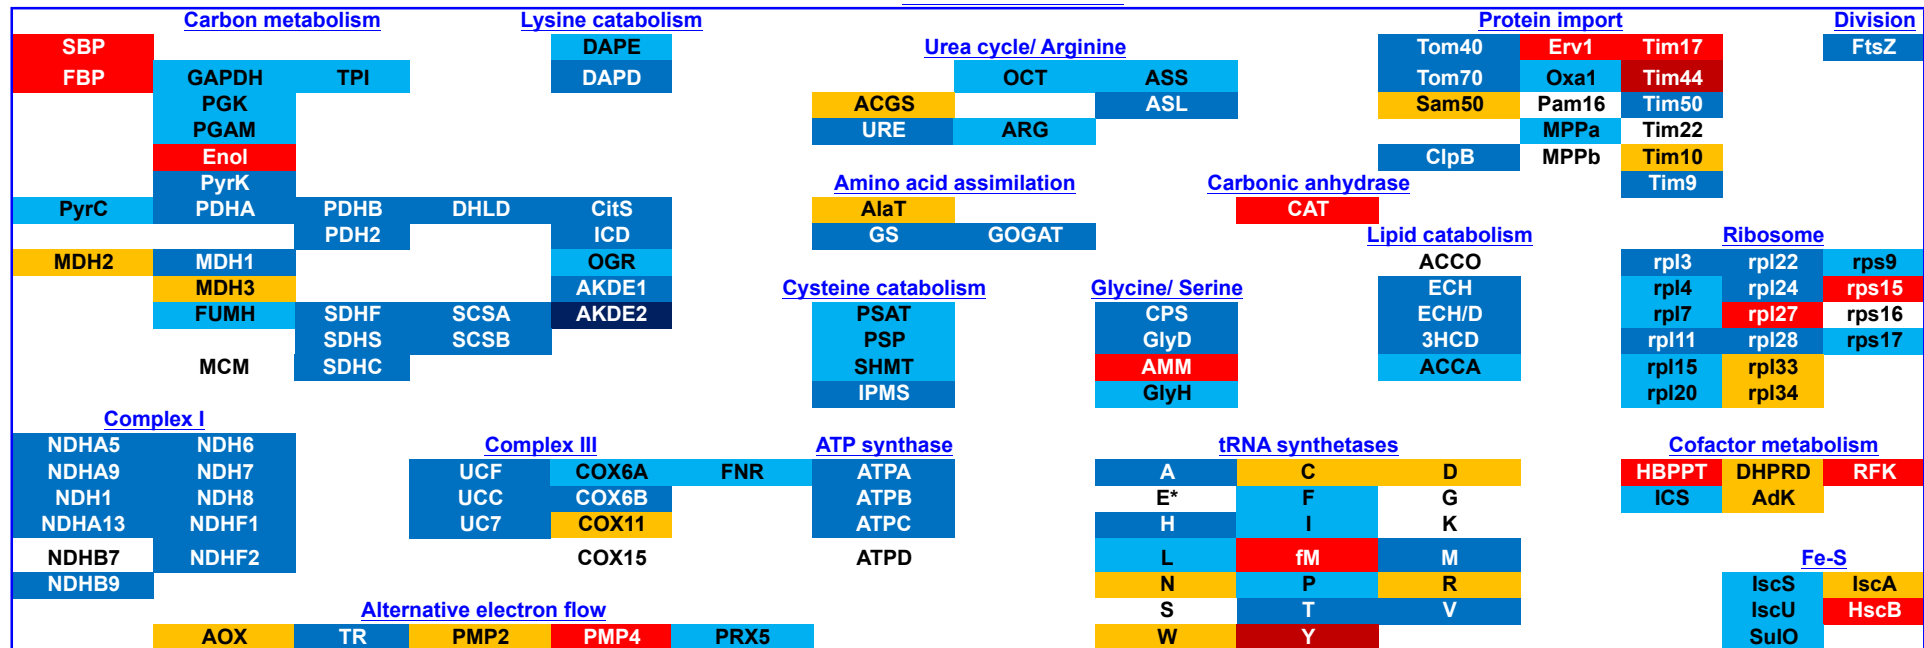 Carbon metabolism Lysine catabolism Protein import Division
SBP DAPE Urea cycle/ Arginine Tom40 Erv1 Tim17 FtsZ
FBP GAPDH TPI DAPD OCT ASS Tom70 Oxa1 Tim44
PGK ACGS ASL Sam50 Pam16 Tim50
PGAM URE ARG MPPa Tim22
Enol ClpB MPPb Tim10
PyrK Amino acid assimilation Carbonic anhydrase Tim9
PyrC PDHA PDHB DHLD CitS AlaT CAT
PDH2 ICD GS GOGAT Lipid catabolism Ribosome
MDH2 MDH1 OGR ACCO rpl3 rpl22 rps9
MDH3 AKDE1 Cysteine catabolism Glycine/ Serine ECH rpl4 rpl24 rps15
FUMH SDHF SCSA AKDE2 PSAT CPS ECH/D rpl7 rpl27 rps16
SDHS SCSB PSP GlyD 3HCD rpl11 rpl28 rps17
MCM SDHC SHMT AMM ACCA rpl15 rpl33
IPMS GlyH rpl20 rpl34
Complex I
NDHA5 NDH6 Complex III ATP synthase tRNA synthetases Cofactor metabolism
NDHA9 NDH7 UCF COX6A FNR ATPA A C D HBPPT DHPRD RFK
NDH1 NDH8 UCC COX6B ATPB E* F G ICS AdK
NDHA13 NDHF1 UC7 COX11 ATPC H I K
NDHB7 NDHF2 COX15 ATPD L fM M Fe-S
NDHB9 N P R IscS IscA
Alternative electron flow S T V IscU HscB
AOX TR PMP2 PMP4 PRX5 W Y SulO